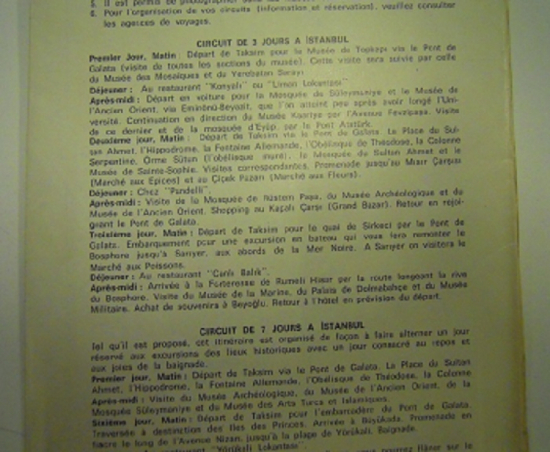 5. Il est permis de photographier
6. Pour l'organisation de vos circuits (information et réservation), veuillez consulter
les agences de voyages.
CIRCUIT DE 3 JOURS A İSTANBUL
Premier Jour, Matin : Départ de Taksim pour le Musée de Topkapı via le Pont de
Galata (visite de toutes les sections du musée). Cette visite sera suivie par celle
du Musée des Mosaïques et du Yerebatan Sarayı.
Déjeuner : Au restaurant "Konyalı" ou "Liman Lokantası"
Après-midi : Départ en voiture pour la Mosquée de Süleymaniye et le Musée de
l'Ancien Orient, via Eminönü-Beyazıt, que l'on atteint peu après avoir longé l'Uni-
versité. Continuation en direction du Musée Kaariye par l'Avenue Fevzipaşa. Visite
de ce dernier et de la mosquée d'Eyüp, par le Pont Atatürk.
Deuxième jour, Matin : Départ de Taksim via le Pont de Galata. La Place du Sul-
tan Ahmet, l'Hippodrome, la Fontaine Allemande, l'Obélisque de Théodose, la Colonne
Serpentine, Örme Sütun (l'obélisque muré), la Mosquée du Sultan Ahmet et le
Musée de Sainte-Sophie. Visites correspondantes. Promenade jusqu'au Mısır Çarşısı
(Marché aux Épices) et au Çiçek Pazarı (Marché aux Fleurs).
Déjeuner : Chez "Pandelli".
Après-midi : Visite de la Mosquée de Rüstem Paşa, du Musée Archéologique et du
Musée de l'Ancien Orient. Shopping au Kapalı Çarşı (Grand Bazar). Retour en rejoi-
gnant le Pont de Galata.
Troisième jour, Matin : Départ de Taksim pour le quai de Sirkeci par le Pont de
Galata. Embarquement pour une excursion en bateau qui vous fera remonter le
Bosphore jusqu'à Sarıyer, aux abords de la Mer Noire. A Sarıyer on visitera le
Marché aux Poissons.
Déjeuner : Au restaurant "Canlı Balık".
Après-midi : Arrivée à la Forteresse de Rumeli Hisar par la route longeant la rive
du Bosphore. Visite du Musée de la Marine, du Palais de Dolmabahçe et du Musée
Militaire. Achat de souvenirs à Beyoğlu. Retour à l'hôtel en prévision du départ.
CIRCUIT DE 7 JOURS A İSTANBUL
Tel qu'il est proposé, cet itinéraire est organisé de façon à faire alterner un jour
réservé aux excursions des lieux historiques avec un jour consacré au repos et
aux joies de la baignade.
Premier jour, Matin : Départ de Taksim via le Pont de Galata. La Place du Sultan
Ahmet, l'Hippodrome, la Fontaine Allemande, l'Obélisque de Théodose, la Colonne
Après-midi : Visite du Musée Archéologique, du Musée de l'Ancien Orient, de la
Mosquée Süleymaniye et du Musée des Arts Turcs et Islamiques.
Sixième jour, Matin : Départ de Taksim pour l'embarcadère du Pont de Galata.
Traversée à destination des Iles des Princes. Arrivée à Büyükada. Promenade en
fiacre le long de l'Avenue Nizan, jusqu'à la place de Yörükali. Baignade.
"Yörükali Lokantası".